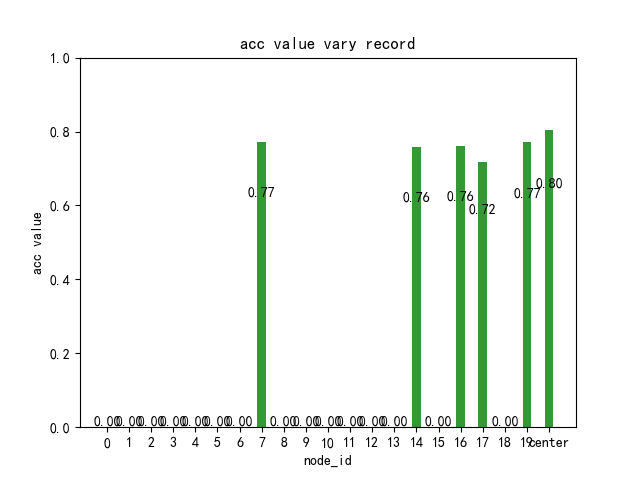 acc value vary record
acc value
1.0
0.8
0.6
0.4
0.2
0.0
0.00 0.00 0.00 0.00 0.00 0.00 0.00 0.77 0.00 0.00 0.00 0.00 0.00 0.00 0.76 0.00 0.76 0.72 0.00 0.77 0.80
0 1 2 3 4 5 6 7 8 9 10 11 12 13 14 15 16 17 18 19 center
node_id